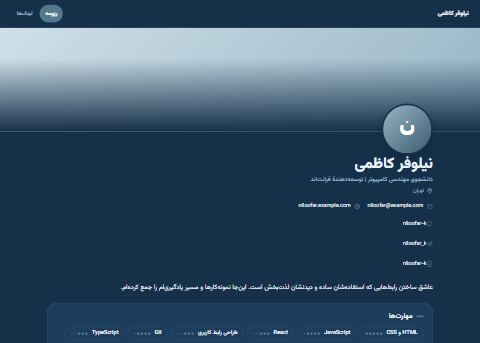 نیلوفر کاظمی
رزومه
لینک‌ها
ن
نیلوفر کاظمی
دانشجوی مهندسی کامپیوتر | توسعه‌دهندهٔ فرانت‌اند
تهران
niloofar@example.com
niloofar.example.com
niloofar-k
niloofar_k
niloofar-k
عاشق ساختن رابط‌هایی که استفاده‌شان ساده و دیدنشان لذت‌بخش است. این‌جا نمونه‌کارها و مسیر یادگیری‌ام را جمع کرده‌ام.
مهارت‌ها
HTML و CSS
JavaScript
React
طراحی رابط کاربری
Git
TypeScript